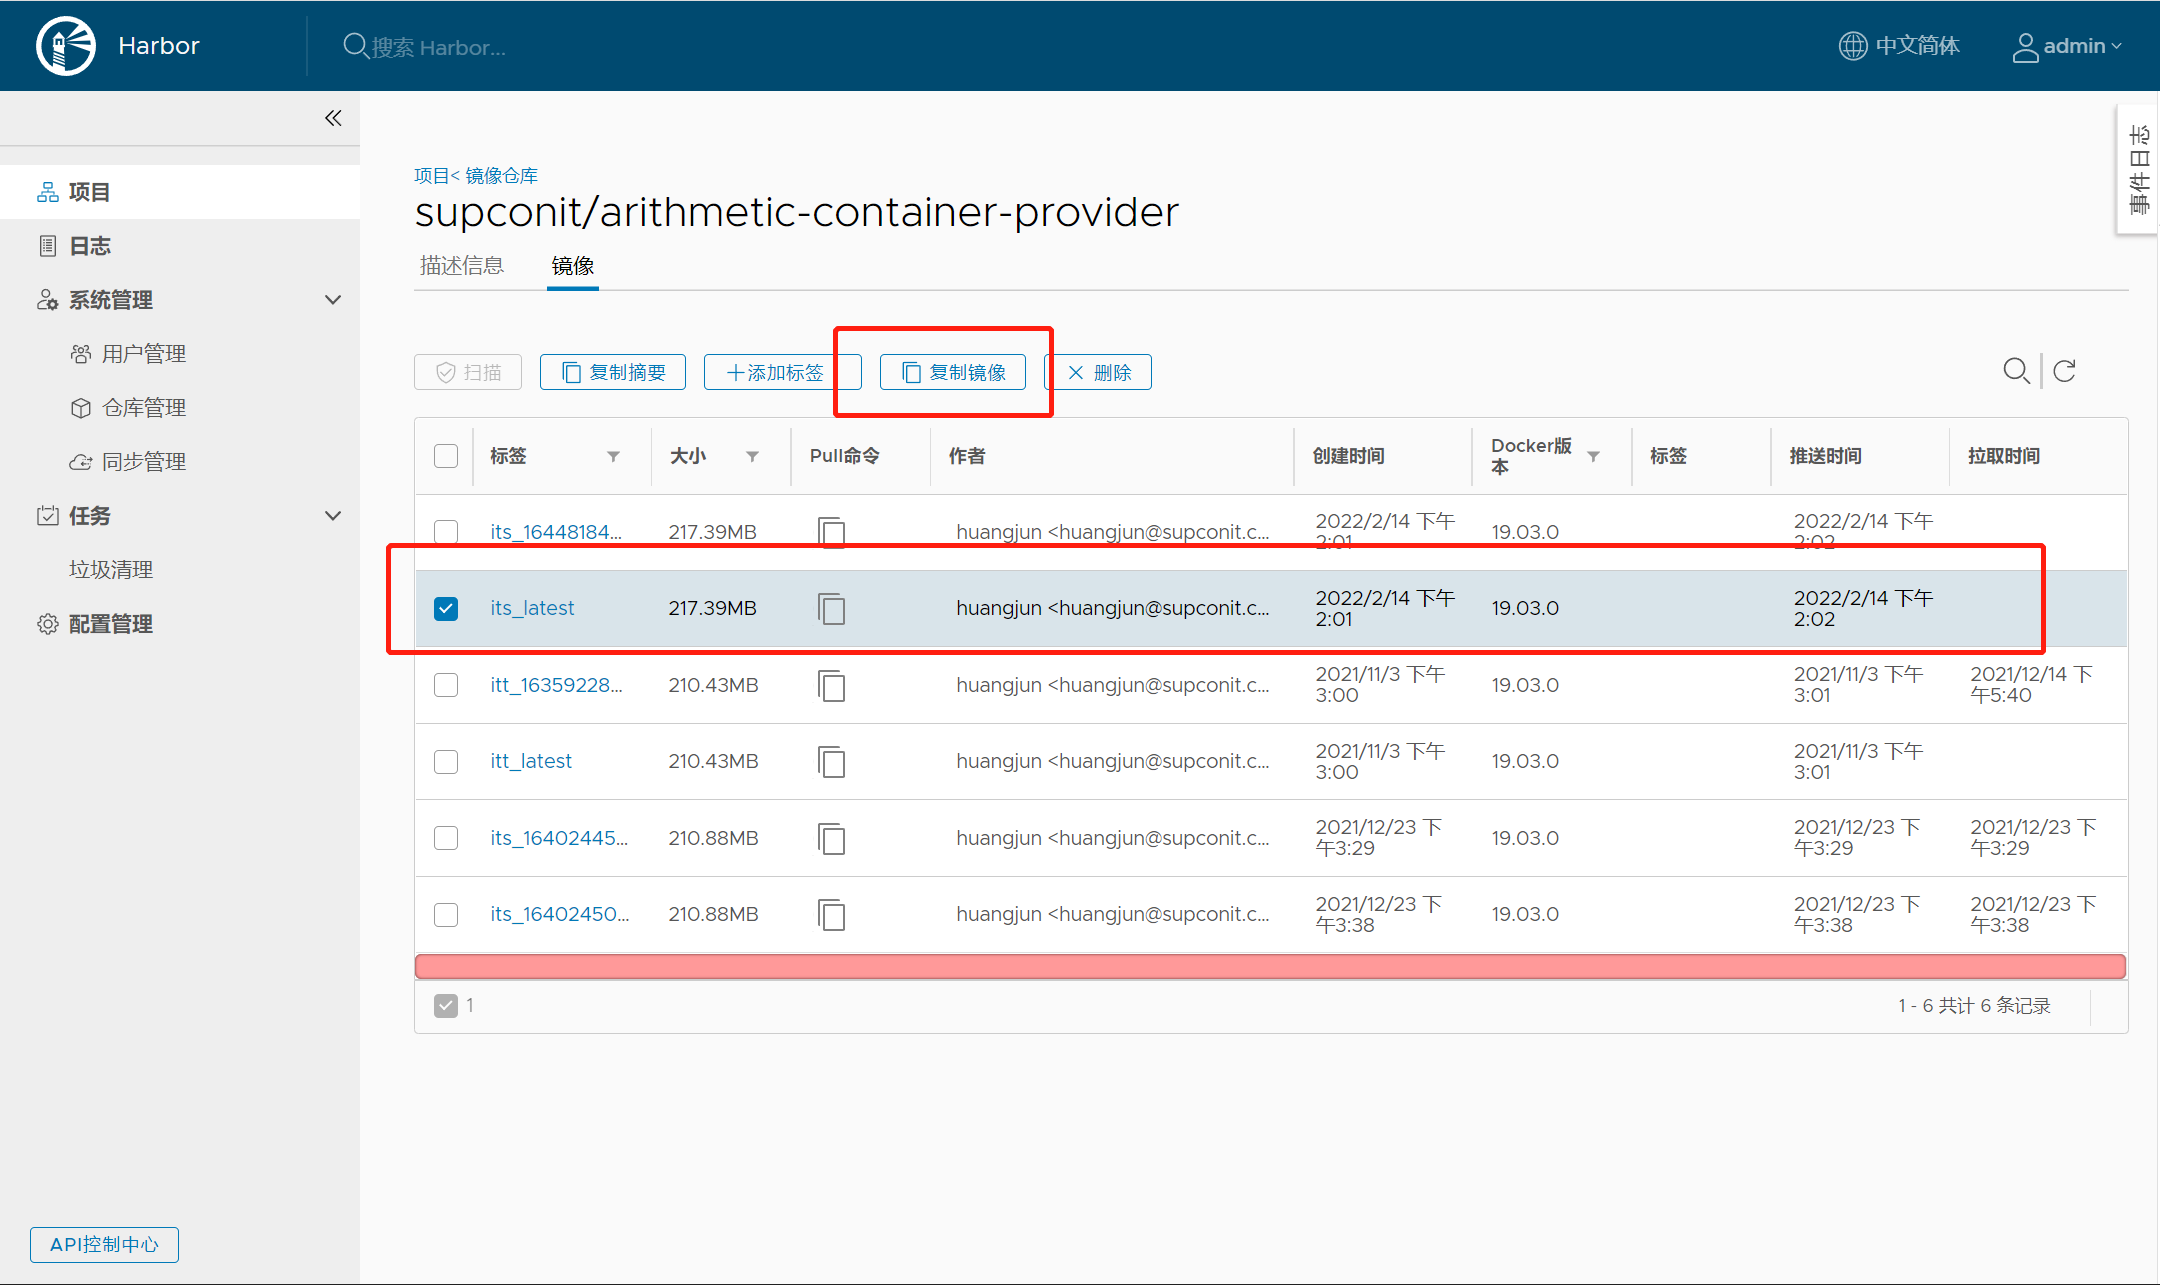 Harbor
搜索 Harbor...
中文简体
admin
事件日志
项目
日志
系统管理
用户管理
仓库管理
同步管理
任务
垃圾清理
配置管理
API控制中心
项目< 镜像仓库
supconit/arithmetic-container-provider
描述信息 镜像
扫描 复制摘要 添加标签 复制镜像 删除
标签 大小 Pull命令 作者 创建时间 Docker版本 标签 推送时间 拉取时间
its_16448184... 217.39MB huangjun <huangjun@supconit.c... 2022/2/14 下午2:01 19.03.0 2022/2/14 下午2:02
its_latest 217.39MB huangjun <huangjun@supconit.c... 2022/2/14 下午2:01 19.03.0 2022/2/14 下午2:02
itt_16359228... 210.43MB huangjun <huangjun@supconit.c... 2021/11/3 下午3:00 19.03.0 2021/11/3 下午3:01 2021/12/14 下午5:40
itt_latest 210.43MB huangjun <huangjun@supconit.c... 2021/11/3 下午3:00 19.03.0 2021/11/3 下午3:01
its_16402445... 210.88MB huangjun <huangjun@supconit.c... 2021/12/23 下午3:29 19.03.0 2021/12/23 下午3:29 2021/12/23 下午3:29
its_16402450... 210.88MB huangjun <huangjun@supconit.c... 2021/12/23 下午3:38 19.03.0 2021/12/23 下午3:38 2021/12/23 下午3:38
1
1 - 6 共计 6 条记录